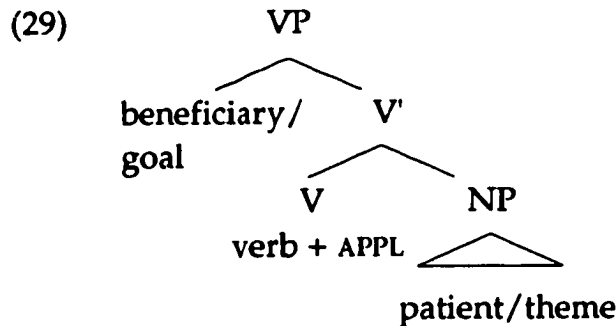 (29) VP
beneficiary/ V'
goal
V NP
verb + APPL
patient/theme